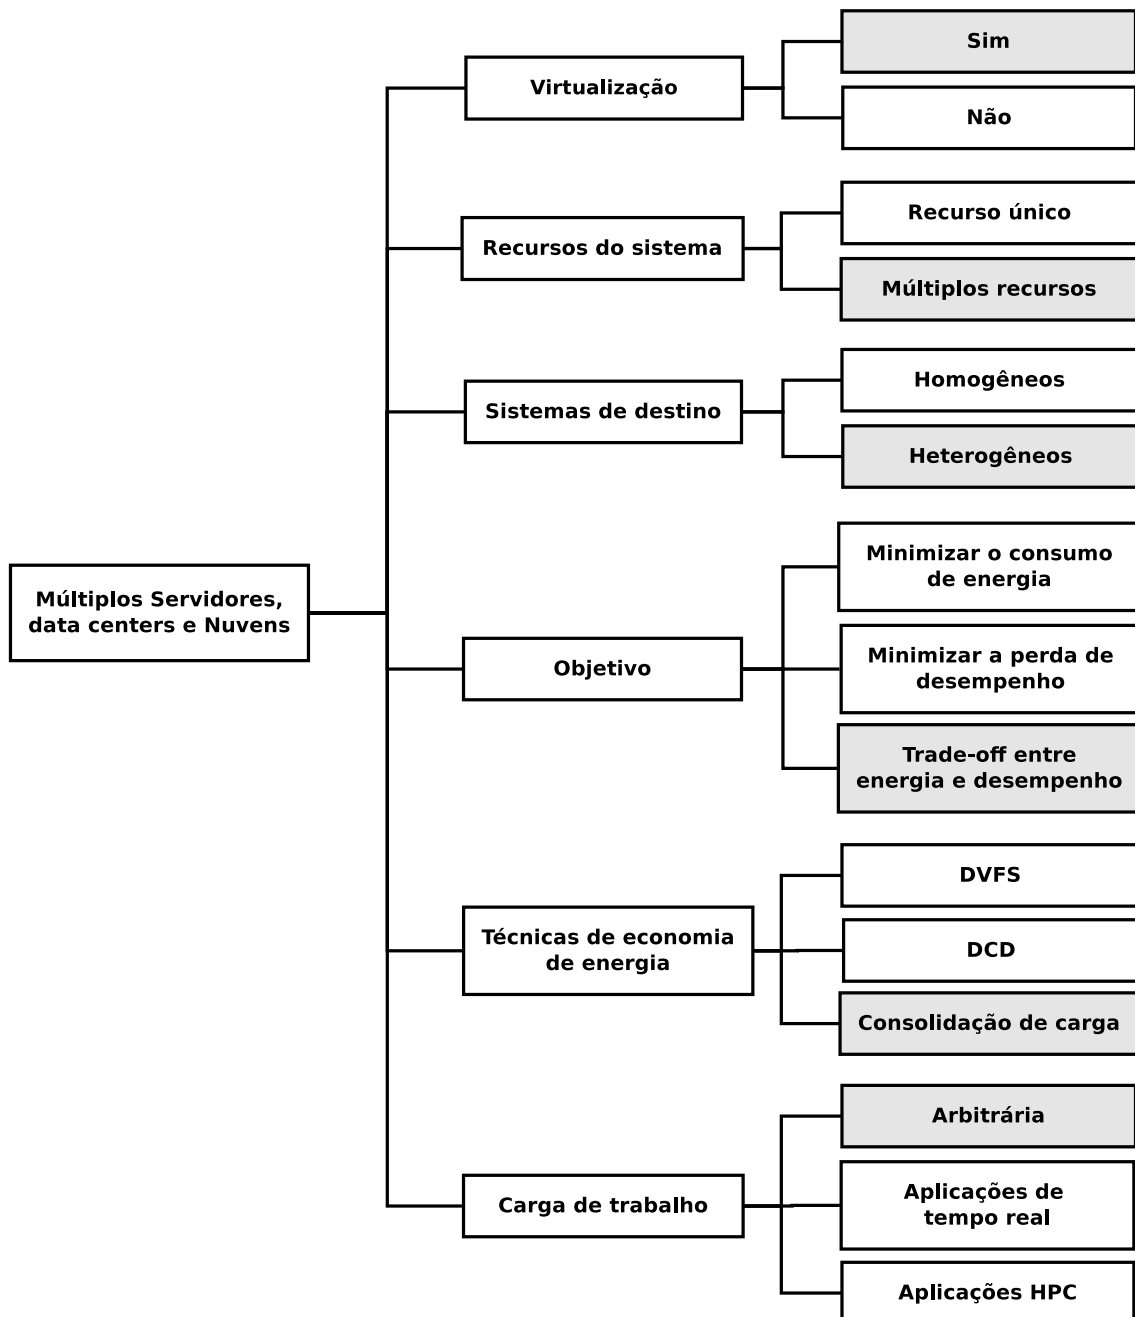 Sim
Virtualização
Não
Recurso único
Recursos do sistema
Múltiplos recursos
Homogêneos
Sistemas de destino
Heterogêneos
Minimizar o consumo
de energia
Múltiplos Servidores,
data centers e Nuvens
Objetivo
Minimizar a perda de
desempenho
Trade-off entre
energia e desempenho
DVFS
Técnicas de economia
de energia
DCD
Consolidação de carga
Arbitrária
Carga de trabalho
Aplicações de
tempo real
Aplicações HPC